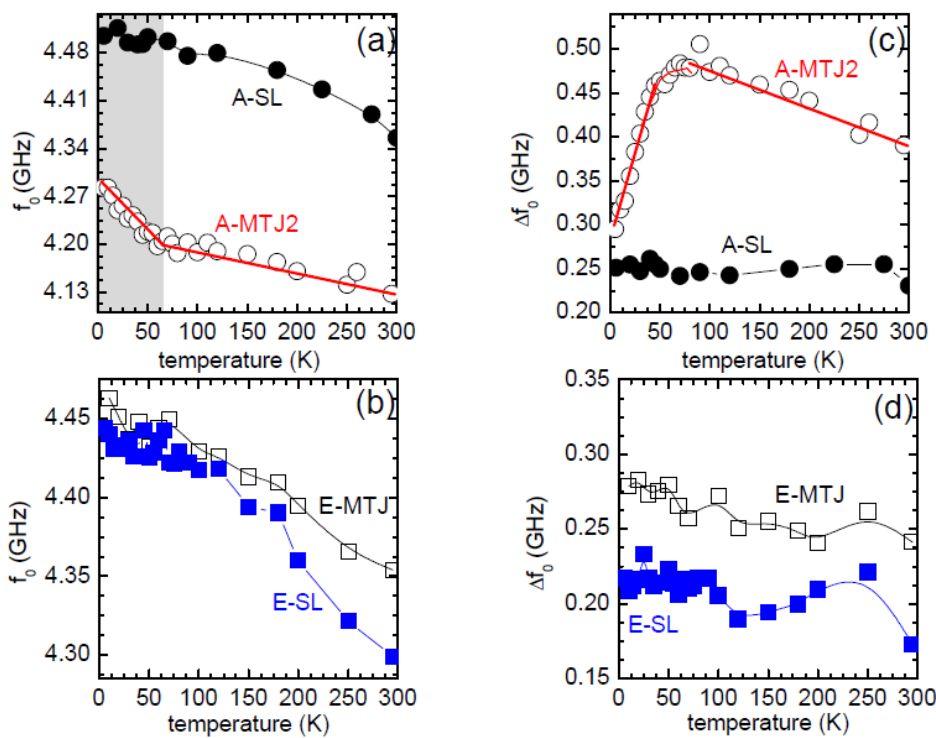 (a)
4.48
4.41
4.34
4.27
4.20
4.13
f0 (GHz)
A-SL
A-MTJ2
0 50 100 150 200 250 300
temperature (K)
(c)
0.50
0.45
0.40
0.35
0.30
0.25
0.20
Δf0 (GHz)
A-MTJ2
A-SL
0 50 100 150 200 250 300
temperature (K)
(b)
4.45
4.40
4.35
4.30
f0 (GHz)
E-MTJ
E-SL
0 50 100 150 200 250 300
temperature (K)
(d)
0.35
0.30
0.25
0.20
0.15
Δf0 (GHz)
E-MTJ
E-SL
0 50 100 150 200 250 300
temperature (K)